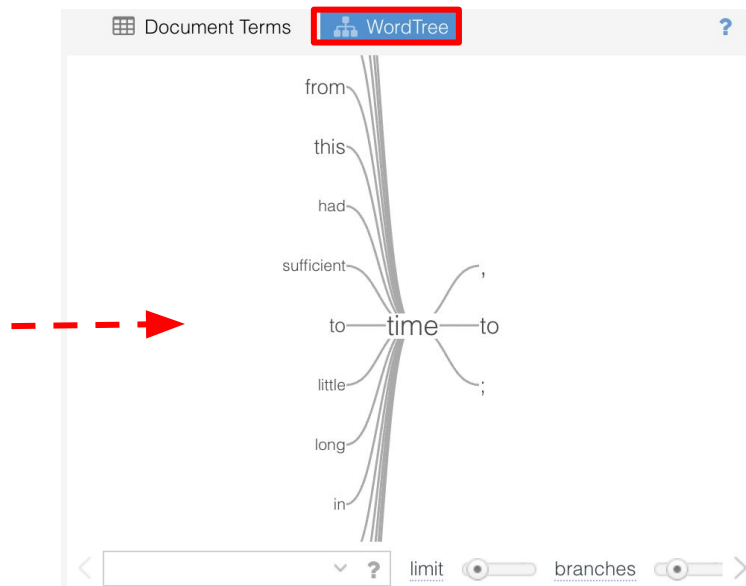 Document Terms WordTree ?
from
this
had
sufficient
,
to time to
little
;
long
in
? limit branches